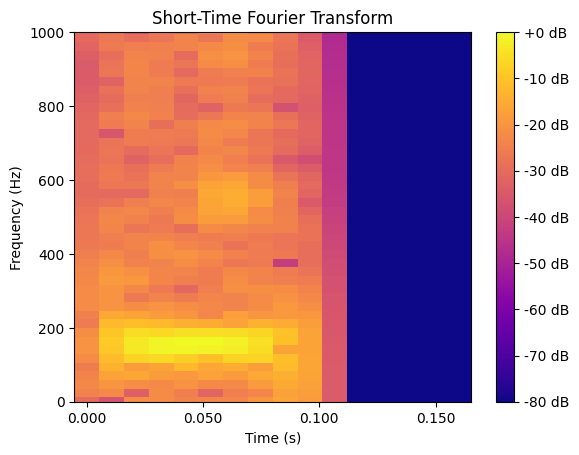 Short-Time Fourier Transform
Frequency (Hz)
1000
800
600
400
200
0
0.000
0.050
0.100
0.150
Time (s)
+0 dB
-10 dB
-20 dB
-30 dB
-40 dB
-50 dB
-60 dB
-70 dB
-80 dB